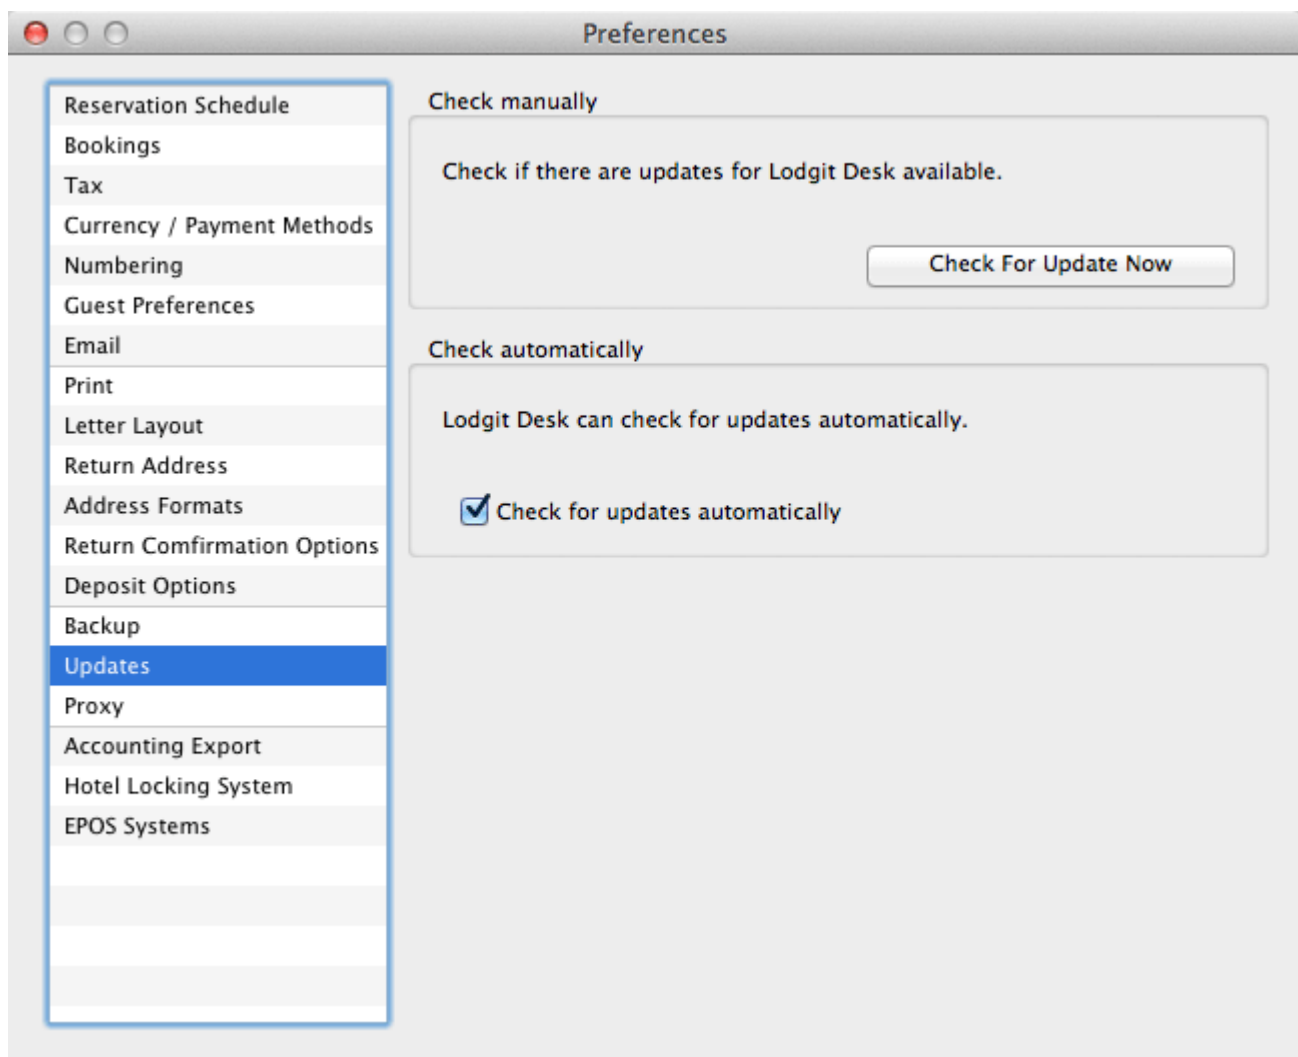 Preferences
Reservation Schedule
Bookings
Tax
Currency / Payment Methods
Numbering
Guest Preferences
Email
Print
Letter Layout
Return Address
Address Formats
Return Comfirmation Options
Deposit Options
Backup
Updates
Proxy
Accounting Export
Hotel Locking System
EPOS Systems
Check manually
Check if there are updates for Lodgit Desk available.
Check For Update Now
Check automatically
Lodgit Desk can check for updates automatically.
Check for updates automatically